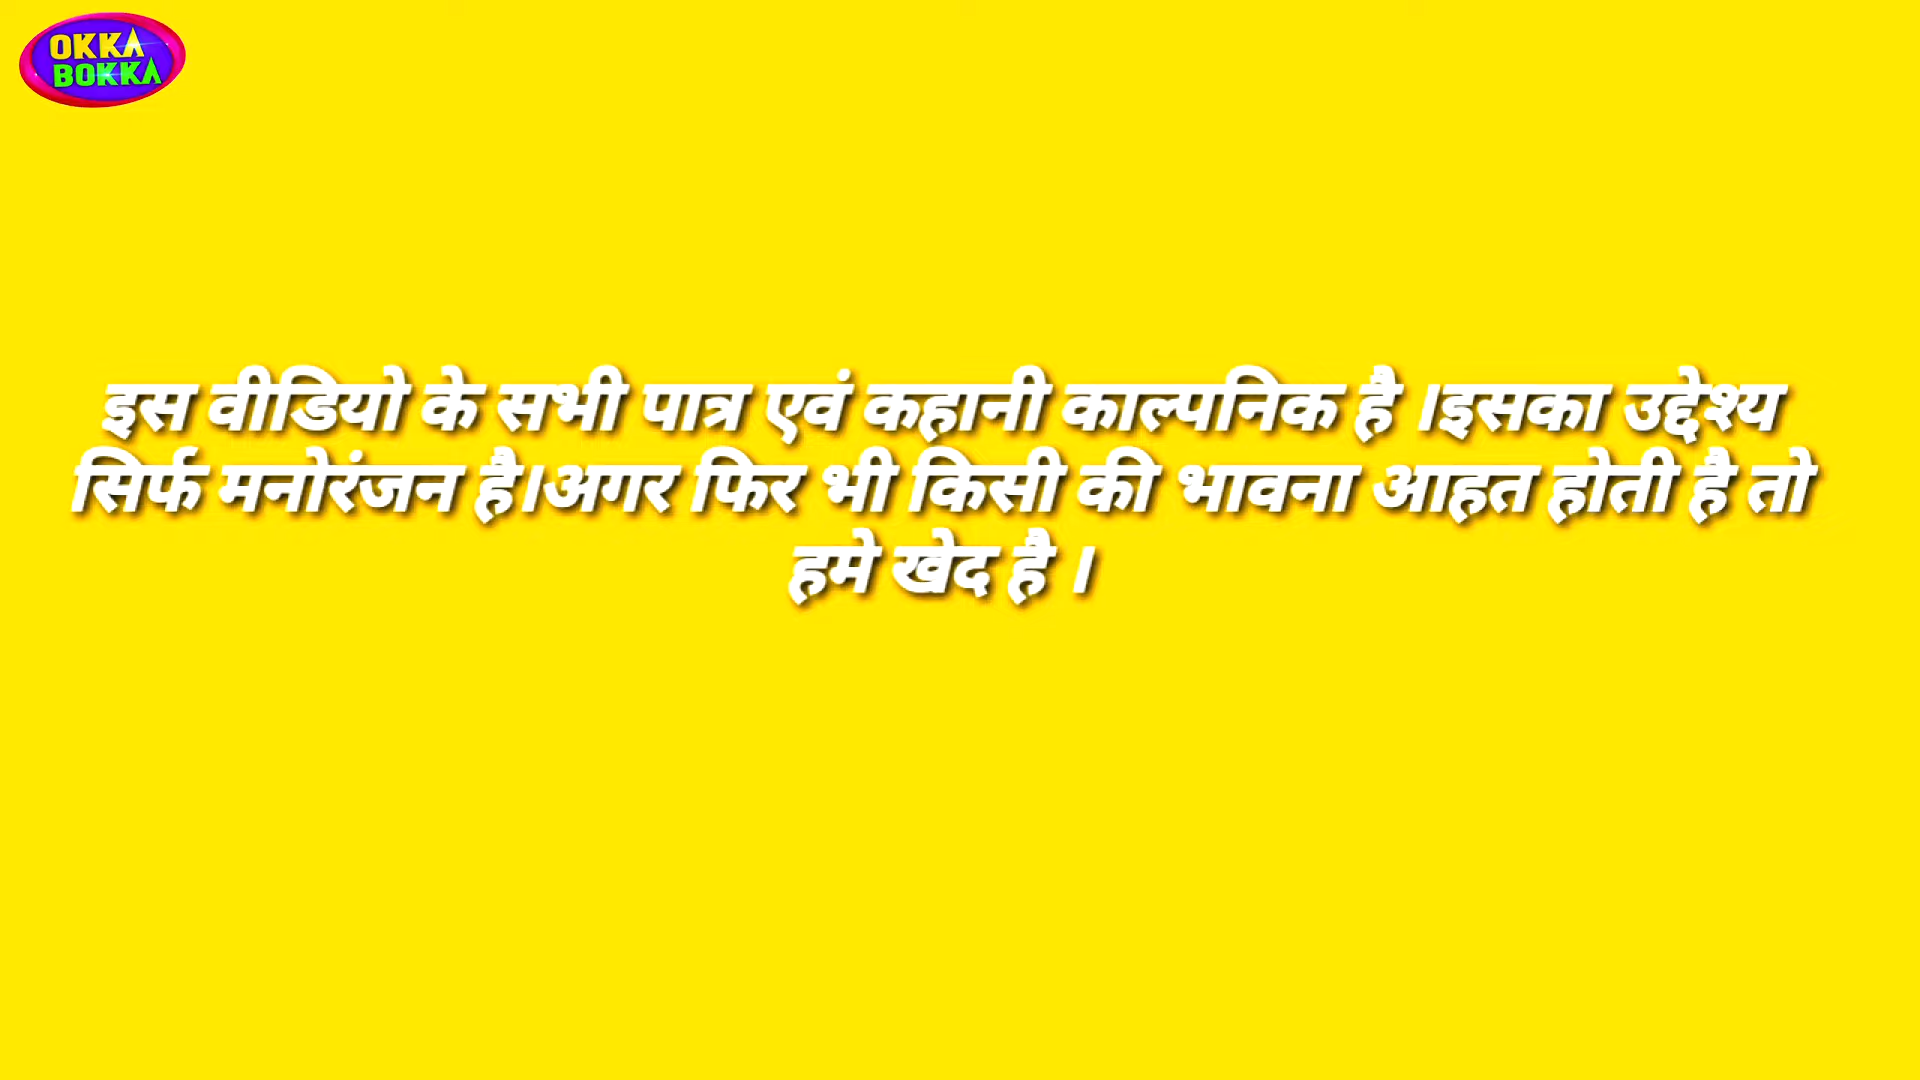 OKKA
BOKKA
इस वीडियो के सभी पात्र एवं कहानी काल्पनिक है ।इसका उद्देश्य
सिर्फ मनोरंजन है।अगर फिर भी किसी की भावना आहत होती है तो
हमे खेद है ।